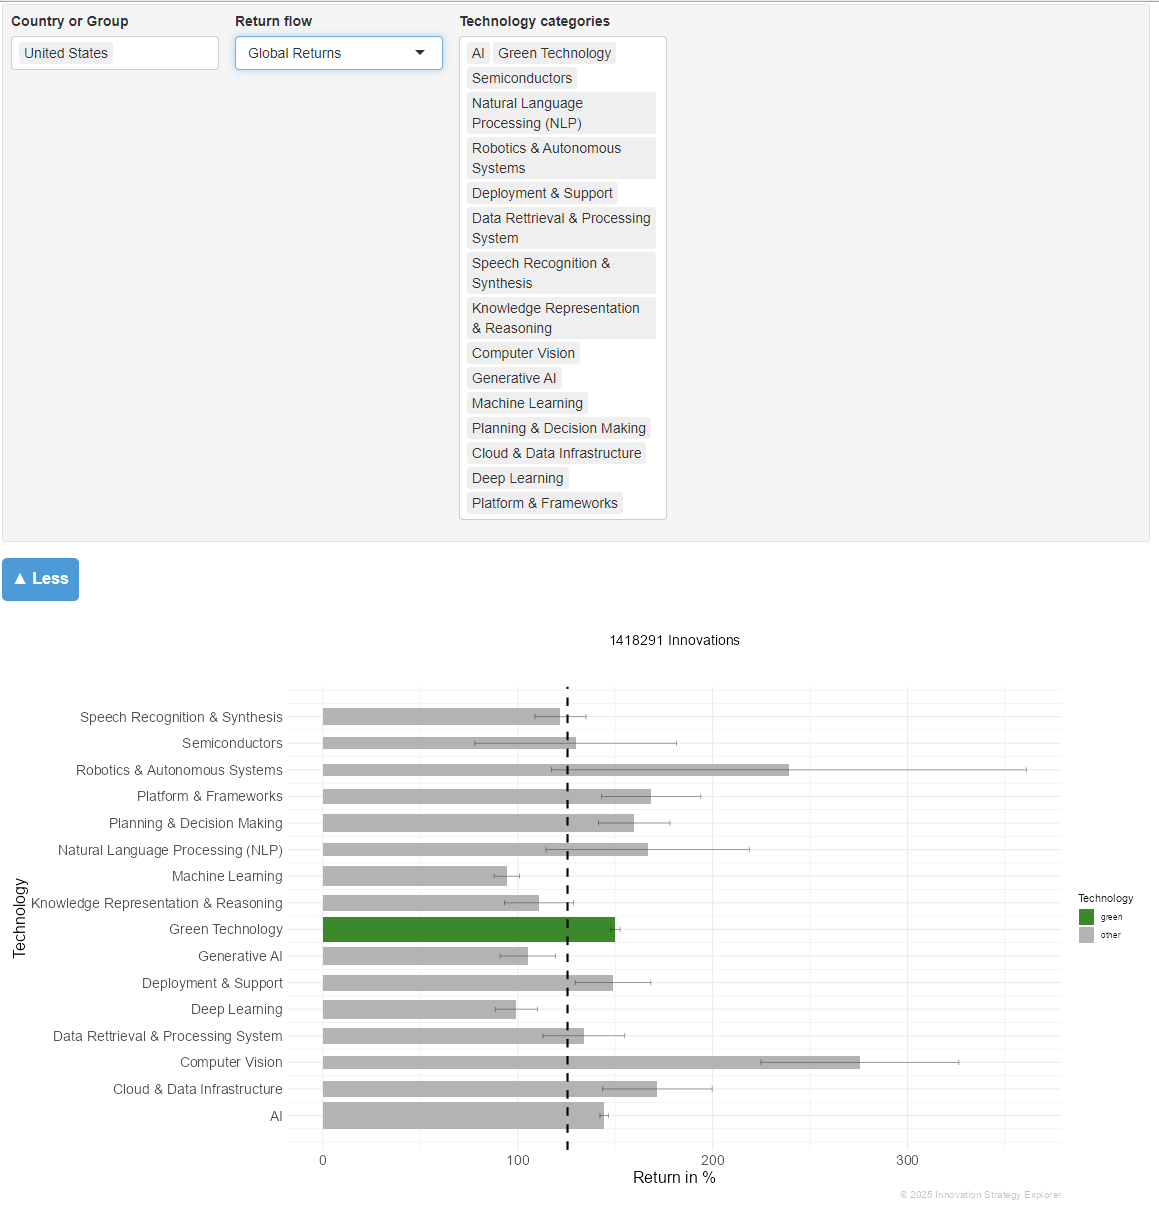 Country or Group
Return flow
Technology categories
United States
Global Returns
AI Green Technology
Semiconductors
Natural Language
Processing (NLP)
Robotics & Autonomous
Systems
Deployment & Support
Data Rettrieval & Processing
System
Speech Recognition &
Synthesis
Knowledge Representation
& Reasoning
Computer Vision
Generative AI
Machine Learning
Planning & Decision Making
Cloud & Data Infrastructure
Deep Learning
Platform & Frameworks
▲ Less
1418291 Innovations
Technology
Speech Recognition & Synthesis
Semiconductors
Robotics & Autonomous Systems
Platform & Frameworks
Planning & Decision Making
Natural Language Processing (NLP)
Machine Learning
Knowledge Representation & Reasoning
Green Technology
Generative AI
Deployment & Support
Deep Learning
Data Rettrieval & Processing System
Computer Vision
Cloud & Data Infrastructure
AI
0 100 200 300
Return in %
Technology
green
other
© 2025 Innovation Strategy Explorer